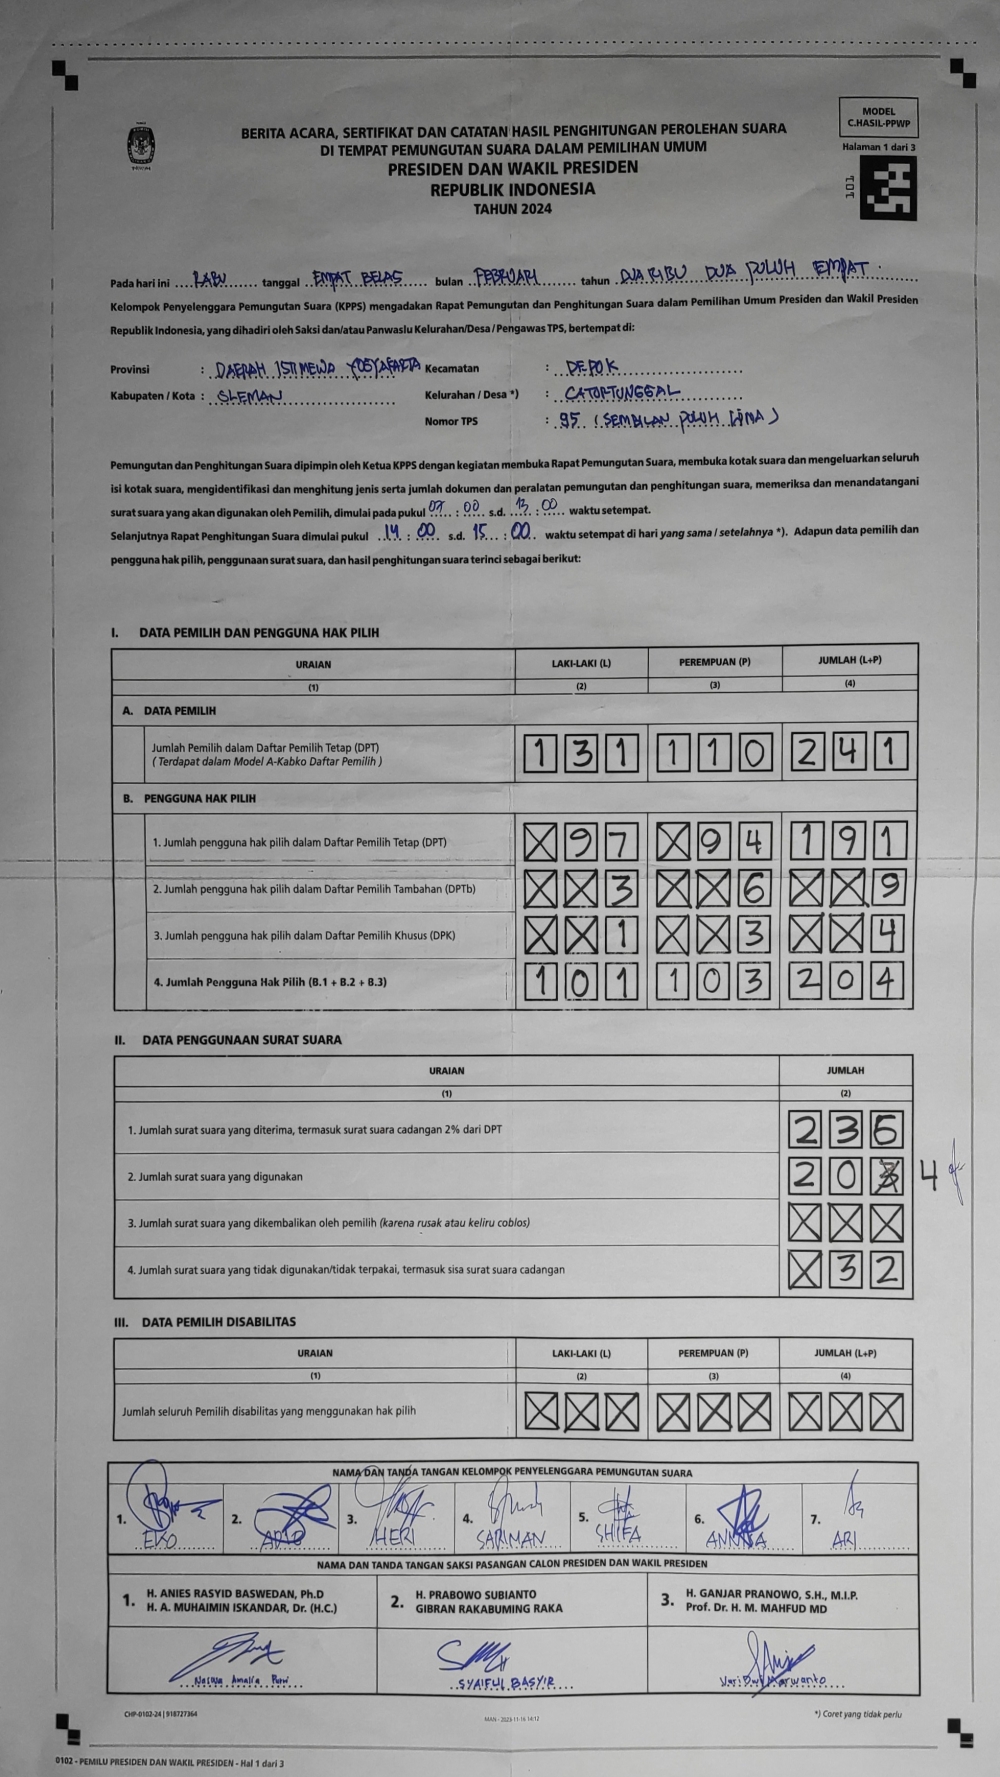 MODEL
C.HASIL-PPWP
BERITA ACARA, SERTIFIKAT DAN CATATAN HASIL PENGHITUNGAN PEROLEHAN SUARA
DI TEMPAT PEMUNGUTAN SUARA DALAM PEMILIHAN UMUM
PRESIDEN DAN WAKIL PRESIDEN
REPUBLIK INDONESIA
TAHUN 2024
Halaman 1 dari 3
101
Pada hari ini RABU tanggal EMPAT BELAS bulan FEBRUARI tahun DUA RIBU DUA PULUH EMPAT.
Kelompok Penyelenggara Pemungutan Suara (KPPS) mengadakan Rapat Pemungutan dan Penghitungan Suara dalam Pemilihan Umum Presiden dan Wakil Presiden
Republik Indonesia, yang dihadiri oleh Saksi dan/atau Panwaslu Kelurahan/Desa / Pengawas TPS, bertempat di:
Provinsi : DAERAH ISTIMEWA YOGYAKARTA Kecamatan : DEPOK
Kabupaten / Kota : SLEMAN Kelurahan / Desa *) : CATORTUNGGAL
Nomor TPS : 95 (SEMBILAN PULUH LIMA)
Pemungutan dan Penghitungan Suara dipimpin oleh Ketua KPPS dengan kegiatan membuka Rapat Pemungutan Suara, membuka kotak suara dan mengeluarkan seluruh
isi kotak suara, mengidentifikasi dan menghitung jenis serta jumlah dokumen dan peralatan pemungutan dan penghitungan suara, memeriksa dan menandatangani
surat suara yang akan digunakan oleh Pemilih, dimulai pada pukul 07 : 00 s.d. 13 : 00 waktu setempat.
Selanjutnya Rapat Penghitungan Suara dimulai pukul 14 : 00 s.d. 15 : 00 waktu setempat di hari yang sama / setelahnya *). Adapun data pemilih dan
pengguna hak pilih, penggunaan surat suara, dan hasil penghitungan suara terinci sebagai berikut:
I. DATA PEMILIH DAN PENGGUNA HAK PILIH
URAIAN LAKI-LAKI (L) PEREMPUAN (P) JUMLAH (L+P)
(1) (2) (3) (4)
A. DATA PEMILIH
Jumlah Pemilih dalam Daftar Pemilih Tetap (DPT)
( Terdapat dalam Model A-Kabko Daftar Pemilih ) 131 110 241
B. PENGGUNA HAK PILIH
1. Jumlah pengguna hak pilih dalam Daftar Pemilih Tetap (DPT) X97 X94 191
2. Jumlah pengguna hak pilih dalam Daftar Pemilih Tambahan (DPTb) XX3 XX6 XX9
3. Jumlah pengguna hak pilih dalam Daftar Pemilih Khusus (DPK) XX1 XX3 XX4
4. Jumlah Pengguna Hak Pilih (B.1 + B.2 + B.3) 101 103 204
II. DATA PENGGUNAAN SURAT SUARA
URAIAN JUMLAH
(1) (2)
1. Jumlah surat suara yang diterima, termasuk surat suara cadangan 2% dari DPT 236
2. Jumlah surat suara yang digunakan 203 4
3. Jumlah surat suara yang dikembalikan oleh pemilih (karena rusak atau keliru coblos) XXX
4. Jumlah surat suara yang tidak digunakan/tidak terpakai, termasuk sisa surat suara cadangan X32
III. DATA PEMILIH DISABILITAS
URAIAN LAKI-LAKI (L) PEREMPUAN (P) JUMLAH (L+P)
(1) (2) (3) (4)
Jumlah seluruh Pemilih disabilitas yang menggunakan hak pilih XXX XXX XXX
NAMA DAN TANDA TANGAN KELOMPOK PENYELENGGARA PEMUNGUTAN SUARA
1. EKO 2. ADIB 3. HERI 4. SARIMAN 5. SHIFA 6. ANNISA 7. ARI
NAMA DAN TANDA TANGAN SAKSI PASANGAN CALON PRESIDEN DAN WAKIL PRESIDEN
1. H. ANIES RASYID BASWEDAN, Ph.D
H. A. MUHAIMIN ISKANDAR, Dr. (H.C.)
2. H. PRABOWO SUBIANTO
GIBRAN RAKABUMING RAKA
3. H. GANJAR PRANOWO, S.H., M.I.P.
Prof. Dr. H. M. MAHFUD MD
Amalia SYAIFUL BASYIR Marwanto
CHP-0102-24 | 918727364 MAN - 2023-11-16 14:12 *) Coret yang tidak perlu
0102 - PEMILU PRESIDEN DAN WAKIL PRESIDEN - Hal 1 dari 3